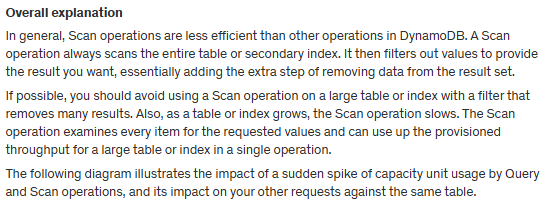 Overall explanation
In general, Scan operations are less efficient than other operations in DynamoDB. A Scan
operation always scans the entire table or secondary index. It then filters out values to provide
the result you want, essentially adding the extra step of removing data from the result set.
If possible, you should avoid using a Scan operation on a large table or index with a filter that
removes many results. Also, as a table or index grows, the Scan operation slows. The Scan
operation examines every item for the requested values and can use up the provisioned
throughput for a large table or index in a single operation.
The following diagram illustrates the impact of a sudden spike of capacity unit usage by Query
and Scan operations, and its impact on your other requests against the same table.